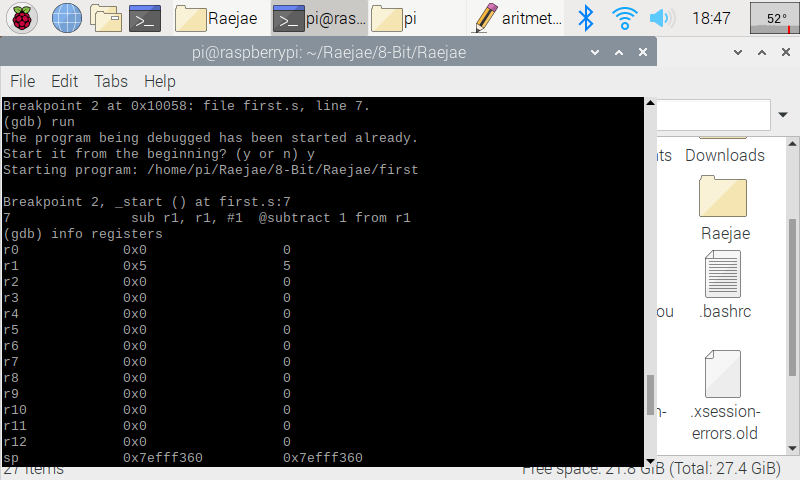 Raejae
pi@ras...
pi
aritmet...
18:47
52°
pi@raspberrypi: ~/Raejae/8-Bit/Raejae
File Edit Tabs Help
Breakpoint 2 at 0x10058: file first.s, line 7.
(gdb) run
The program being debugged has been started already.
Start it from the beginning? (y or n) y
Starting program: /home/pi/Raejae/8-Bit/Raejae/first
Breakpoint 2, _start () at first.s:7
7 sub r1, r1, #1 @subtract 1 from r1
(gdb) info registers
r0 0x0 0
r1 0x5 5
r2 0x0 0
r3 0x0 0
r4 0x0 0
r5 0x0 0
r6 0x0 0
r7 0x0 0
r8 0x0 0
r9 0x0 0
r10 0x0 0
r11 0x0 0
r12 0x0 0
sp 0x7efff360 0x7efff360
nts
Downloads
Raejae
ou
.bashrc
n-
.xsession-
errors.old
27 items
Free space: 21.8 GiB (Total: 27.4 GiB)